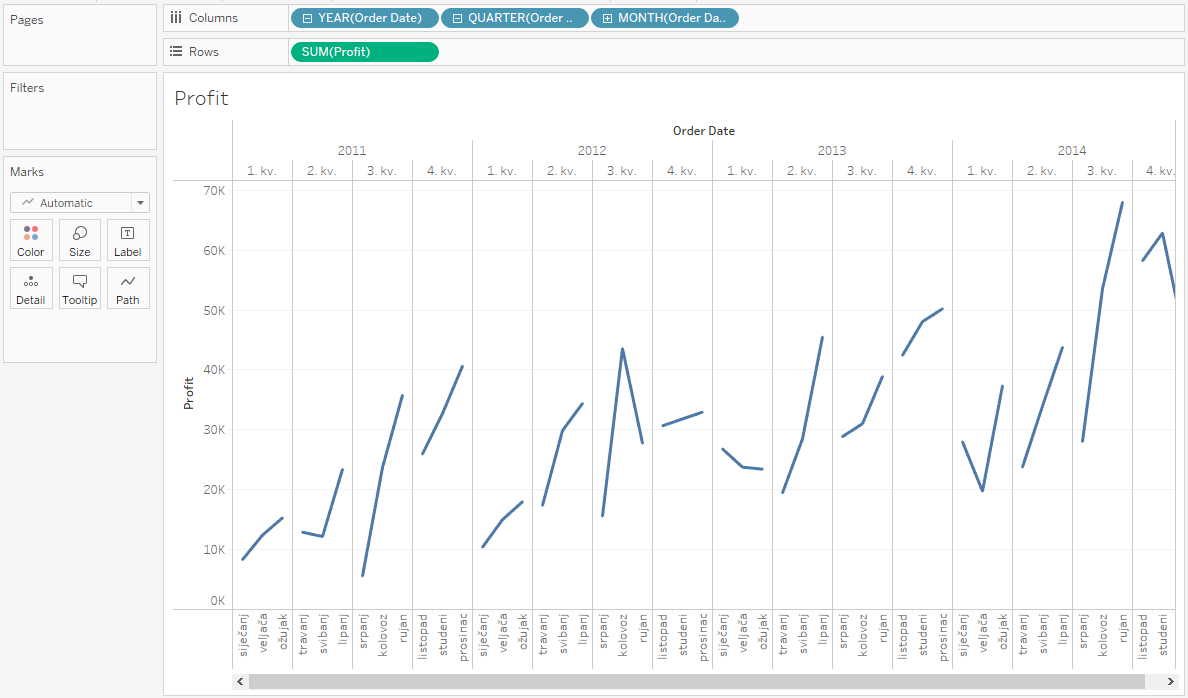 Pages
Columns
YEAR(Order Date)
QUARTER(Order ..
MONTH(Order Da..
Rows
SUM(Profit)
Filters
Marks
Automatic
Color
Size
Label
Detail
Tooltip
Path
Profit
Order Date
2011 2012 2013 2014
1. kv. 2. kv. 3. kv. 4. kv. 1. kv. 2. kv. 3. kv. 4. kv. 1. kv. 2. kv. 3. kv. 4. kv. 1. kv. 2. kv. 3. kv. 4. kv.
70K
60K
50K
40K
30K
20K
10K
0K
Profit
siječanj
veljača
ožujak
travanj
svibanj
lipanj
srpanj
kolovoz
rujan
listopad
studeni
prosinac
siječanj
veljača
ožujak
travanj
svibanj
lipanj
srpanj
kolovoz
rujan
listopad
studeni
prosinac
siječanj
veljača
ožujak
travanj
svibanj
lipanj
srpanj
kolovoz
rujan
listopad
studeni
prosinac
siječanj
veljača
ožujak
travanj
svibanj
lipanj
srpanj
kolovoz
rujan
listopad
studeni